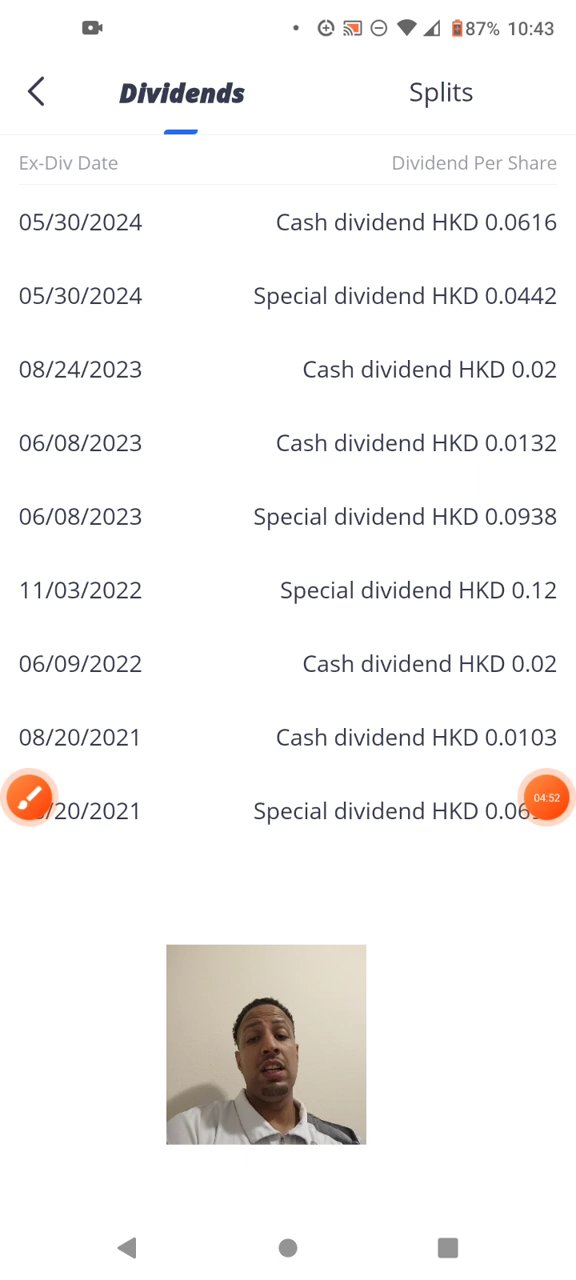 87% 10:43
Dividends Splits
Ex-Div Date Dividend Per Share
05/30/2024 Cash dividend HKD 0.0616
05/30/2024 Special dividend HKD 0.0442
08/24/2023 Cash dividend HKD 0.02
06/08/2023 Cash dividend HKD 0.0132
06/08/2023 Special dividend HKD 0.0938
11/03/2022 Special dividend HKD 0.12
06/09/2022 Cash dividend HKD 0.02
08/20/2021 Cash dividend HKD 0.0103
/20/2021 Special dividend HKD 0.06
04:52